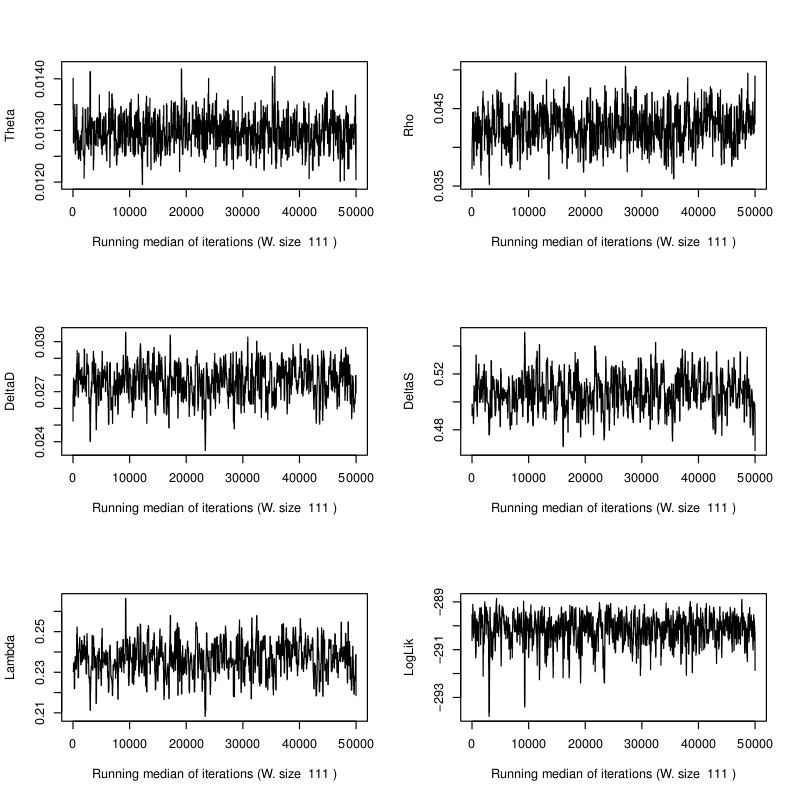 Theta
0.0120 0.0130 0.0140
0 10000 20000 30000 40000 50000
Running median of iterations (W. size 111 )
Rho
0.035 0.045
0 10000 20000 30000 40000 50000
Running median of iterations (W. size 111 )
DeltaD
0.024 0.027 0.030
0 10000 20000 30000 40000 50000
Running median of iterations (W. size 111 )
DeltaS
0.48 0.52
0 10000 20000 30000 40000 50000
Running median of iterations (W. size 111 )
Lambda
0.21 0.23 0.25
0 10000 20000 30000 40000 50000
Running median of iterations (W. size 111 )
LogLik
−293 −291 −289
0 10000 20000 30000 40000 50000
Running median of iterations (W. size 111 )